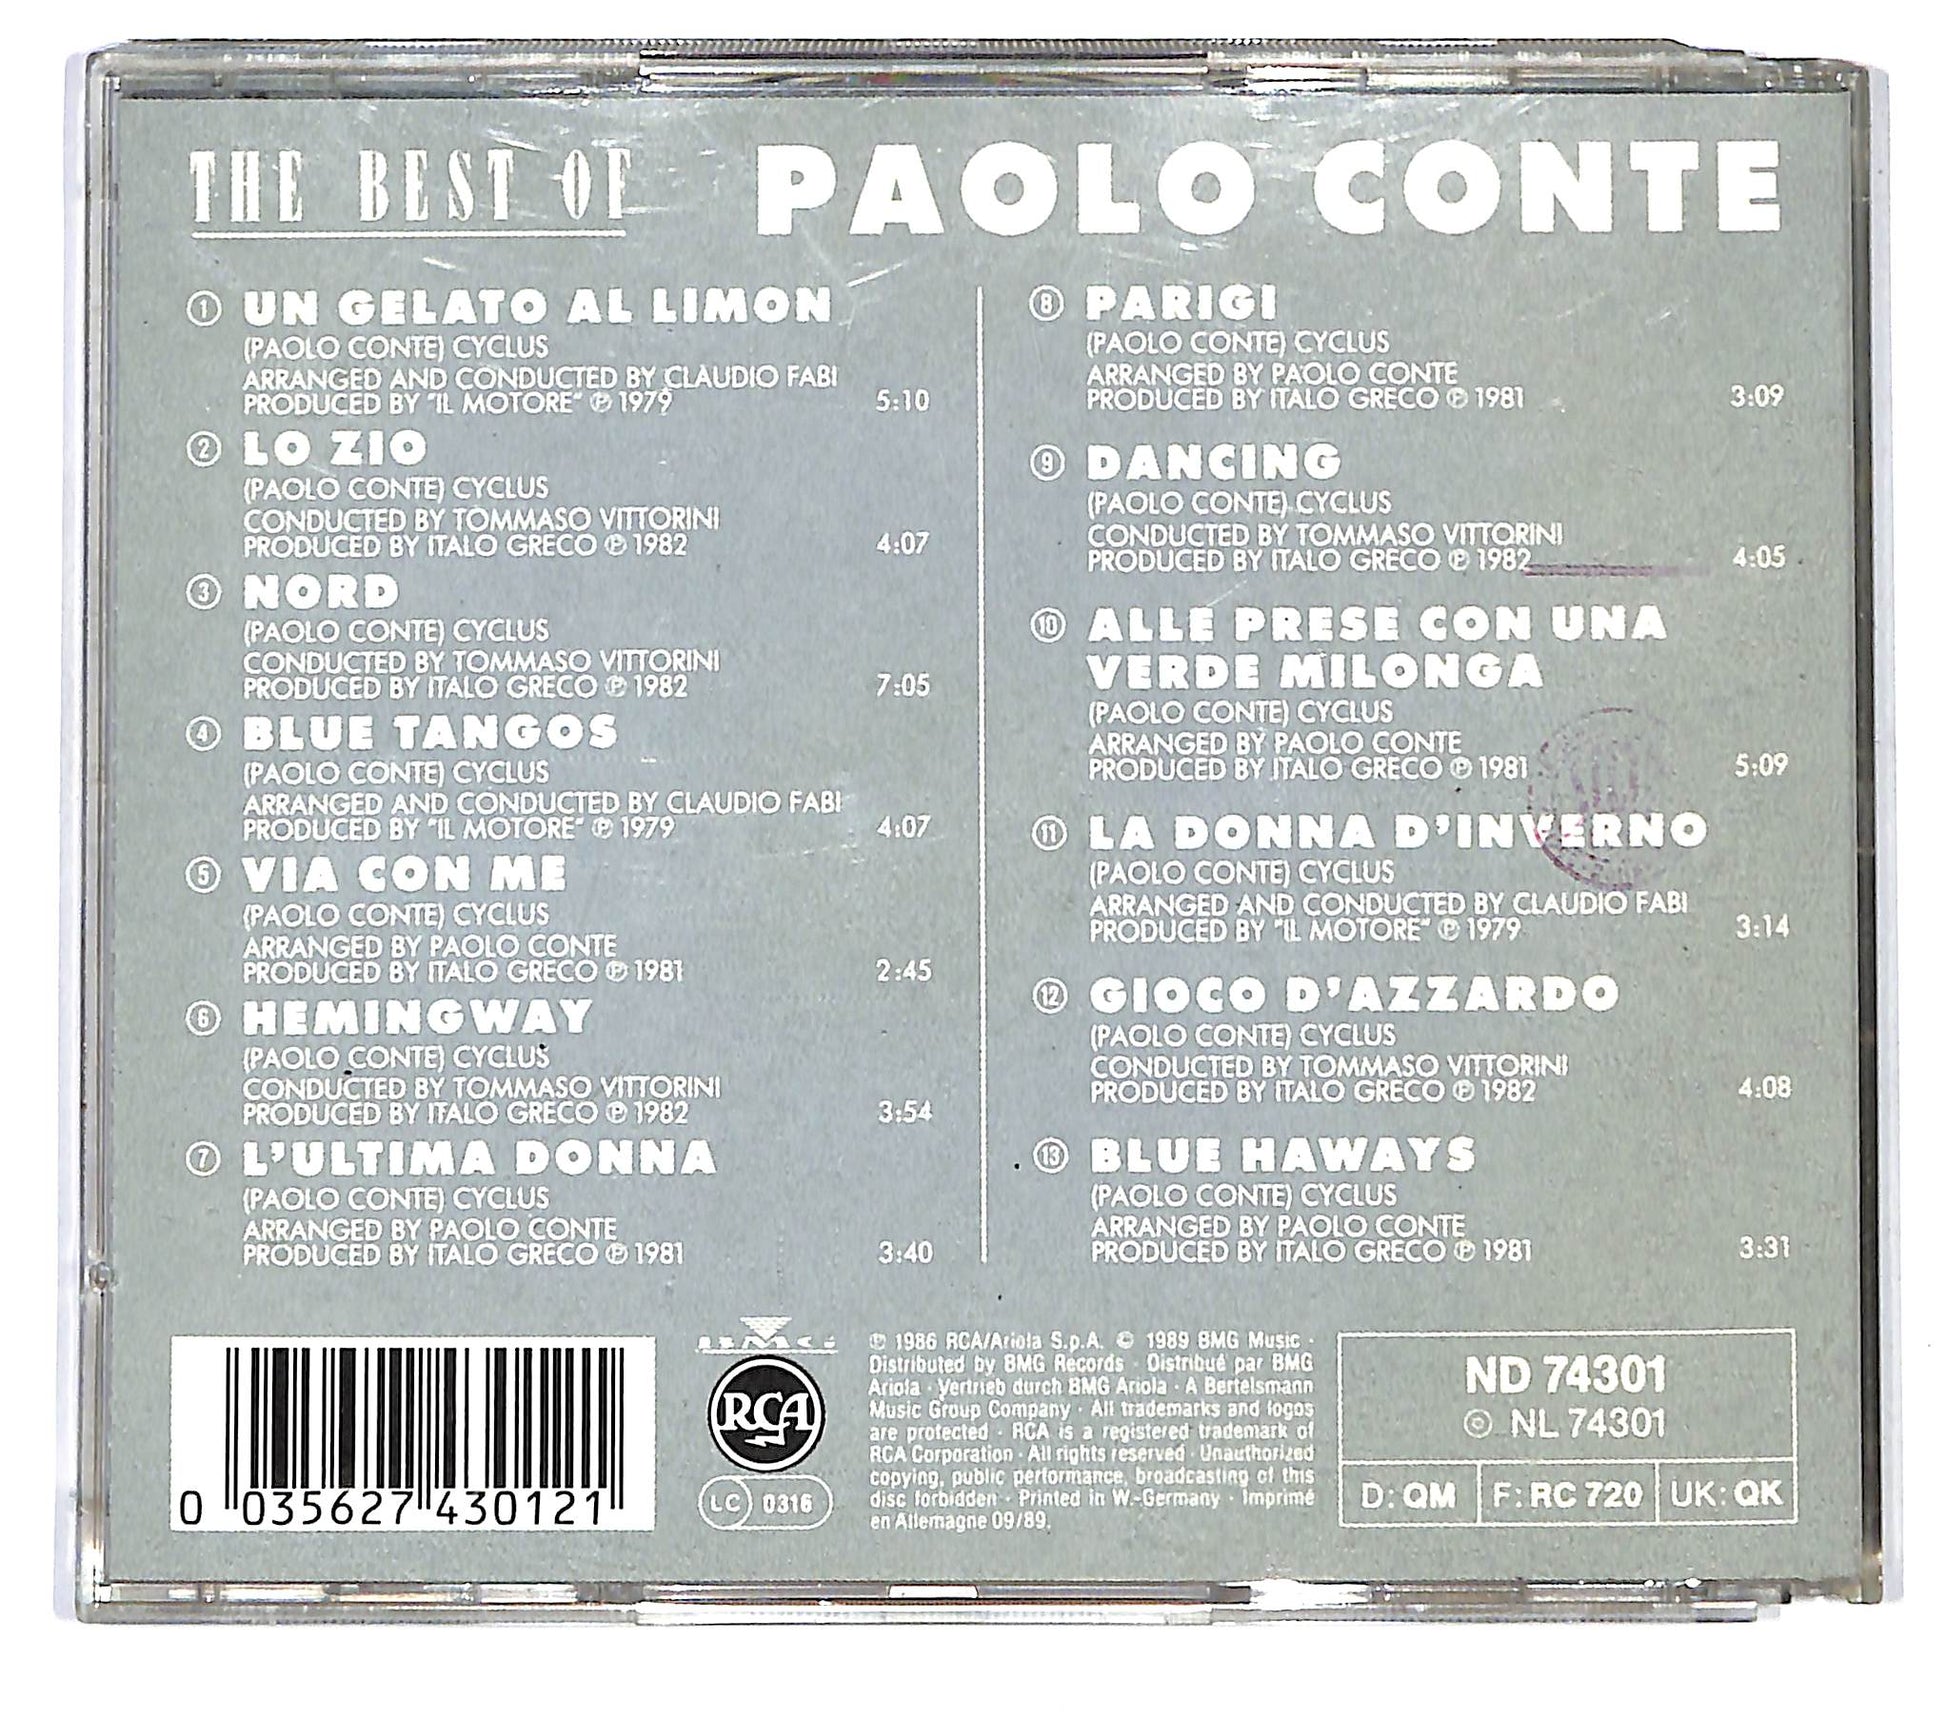 THE BEST OF PAOLO CONTE
1 UN GELATO AL LIMON
(PAOLO CONTE) CYCLUS
ARRANGED AND CONDUCTED BY CLAUDIO FABI
PRODUCED BY "IL MOTORE" ℗ 1979 5:10
2 LO ZIO
(PAOLO CONTE) CYCLUS
CONDUCTED BY TOMMASO VITTORINI
PRODUCED BY ITALO GRECO ℗ 1982 4:07
3 NORD
(PAOLO CONTE) CYCLUS
CONDUCTED BY TOMMASO VITTORINI
PRODUCED BY ITALO GRECO ℗ 1982 7:05
4 BLUE TANGOS
(PAOLO CONTE) CYCLUS
ARRANGED AND CONDUCTED BY CLAUDIO FABI
PRODUCED BY "IL MOTORE" ℗ 1979 4:07
5 VIA CON ME
(PAOLO CONTE) CYCLUS
ARRANGED BY PAOLO CONTE
PRODUCED BY ITALO GRECO ℗ 1981 2:45
6 HEMINGWAY
(PAOLO CONTE) CYCLUS
CONDUCTED BY TOMMASO VITTORINI
PRODUCED BY ITALO GRECO ℗ 1982 3:54
7 L'ULTIMA DONNA
(PAOLO CONTE) CYCLUS
ARRANGED BY PAOLO CONTE
PRODUCED BY ITALO GRECO ℗ 1981 3:40
8 PARIGI
(PAOLO CONTE) CYCLUS
ARRANGED BY PAOLO CONTE
PRODUCED BY ITALO GRECO ℗ 1981 3:09
9 DANCING
(PAOLO CONTE) CYCLUS
CONDUCTED BY TOMMASO VITTORINI
PRODUCED BY ITALO GRECO ℗ 1982 4:05
10 ALLE PRESE CON UNA
VERDE MILONGA
(PAOLO CONTE) CYCLUS
ARRANGED BY PAOLO CONTE
PRODUCED BY ITALO GRECO ℗ 1981 5:09
11 LA DONNA D'INVERNO
(PAOLO CONTE) CYCLUS
ARRANGED AND CONDUCTED BY CLAUDIO FABI
PRODUCED BY "IL MOTORE" ℗ 1979 3:14
12 GIOCO D'AZZARDO
(PAOLO CONTE) CYCLUS
CONDUCTED BY TOMMASO VITTORINI
PRODUCED BY ITALO GRECO ℗ 1982 4:08
13 BLUE HAWAYS
(PAOLO CONTE) CYCLUS
ARRANGED BY PAOLO CONTE
PRODUCED BY ITALO GRECO ℗ 1981 3:31
0 035627 430121
BMG
RCA
LC 0316
℗ 1986 RCA/Ariola S.p.A. © 1989 BMG Music ·
Distributed by BMG Records · Distribué par BMG
Ariola · Vertrieb durch BMG Ariola · A Bertelsmann
Music Group Company · All trademarks and logos
are protected · RCA is a registered trademark of
RCA Corporation · All rights reserved · Unauthorized
copying, public performance, broadcasting of this
disc forbidden · Printed in W.-Germany · Imprimé
en Allemagne 09/89.
ND 74301
NL 74301
D: QM F: RC 720 UK: QK